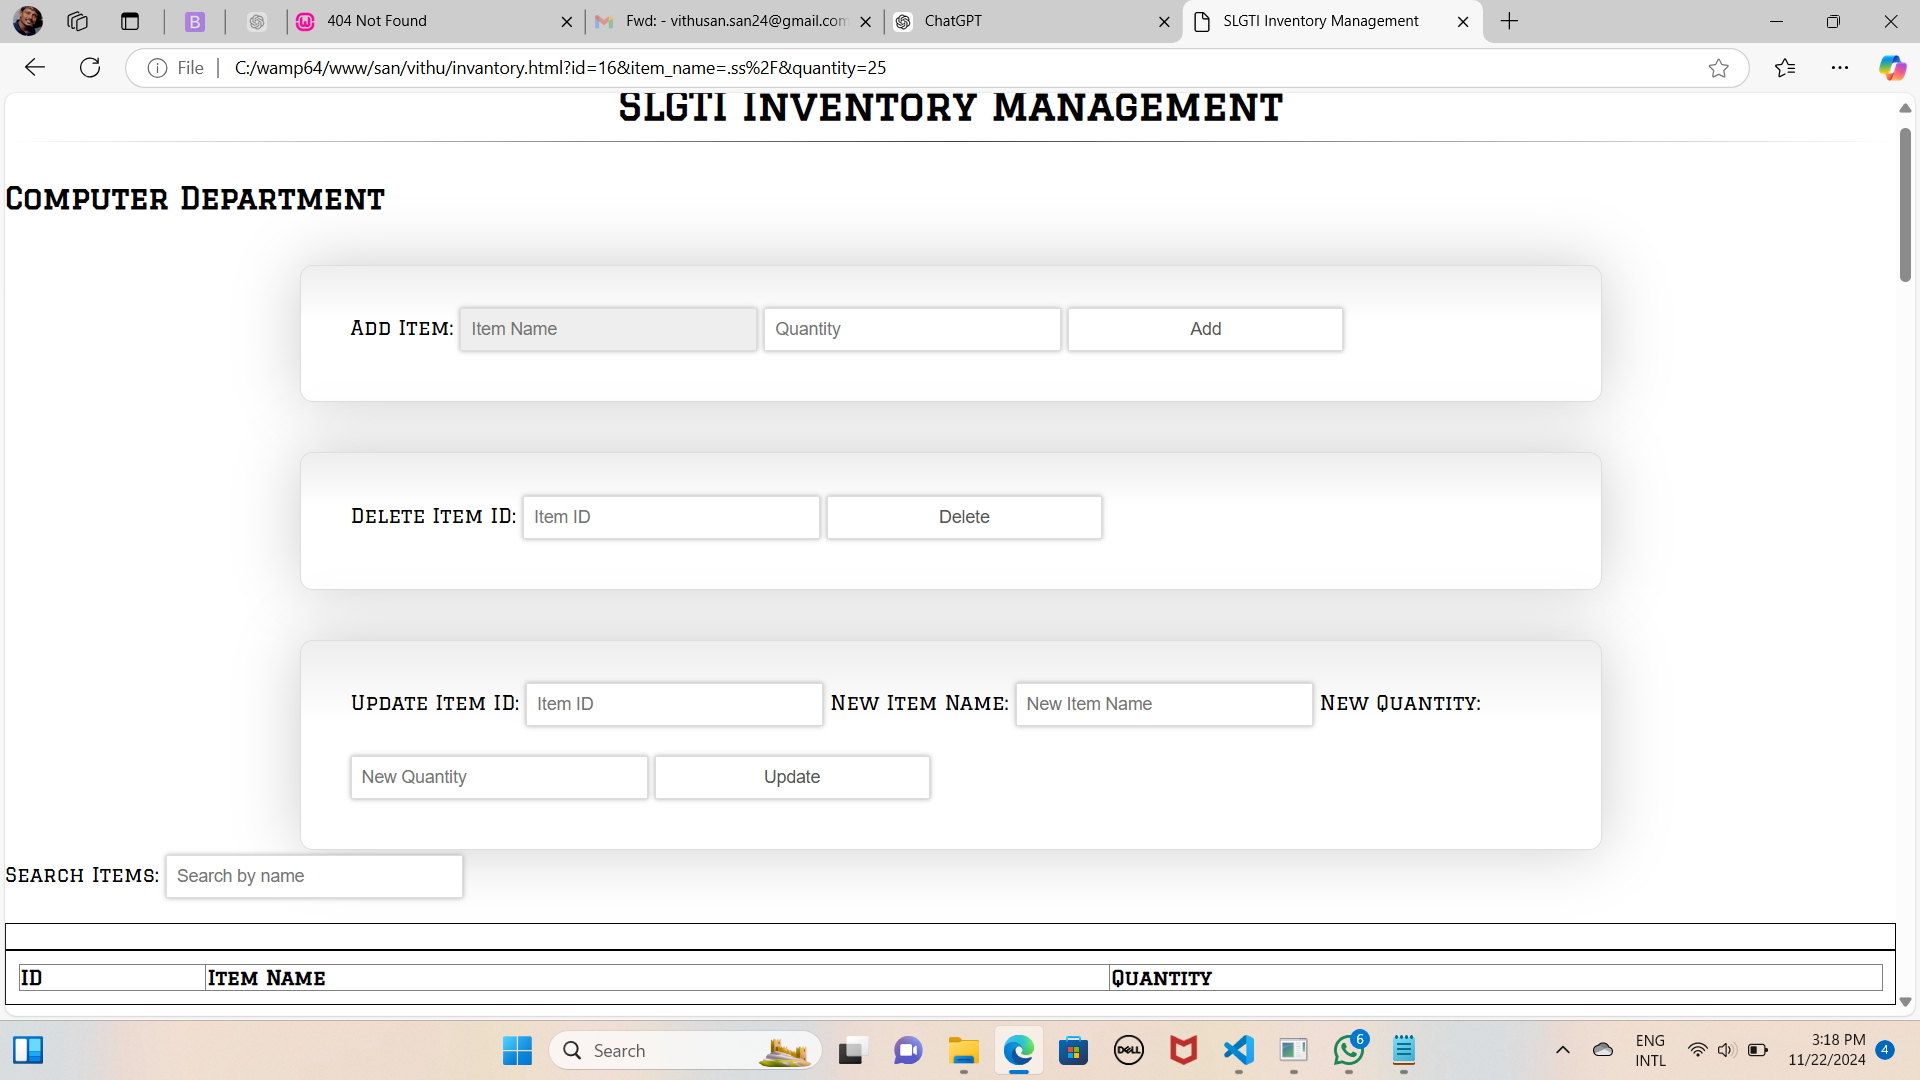 B
404 Not Found
Fwd: - vithusan.san24@gmail.com
ChatGPT
SLGTI Inventory Management
File
C:/wamp64/www/san/vithu/invantory.html?id=16&item_name=.ss%2F&quantity=25
SLGTI Inventory Management
Computer Department
Add Item: Item Name Quantity Add
Delete Item ID: Item ID Delete
Update Item ID: Item ID New Item Name: New Item Name New Quantity:
New Quantity Update
Search Items: Search by name
ID Item Name Quantity
Search
DELL
6
ENG
INTL
3:18 PM
11/22/2024
4